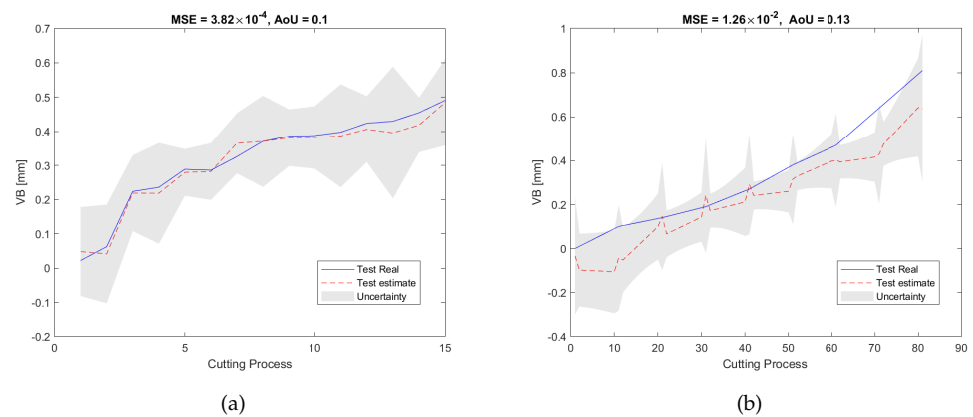 MSE = 3.82×10⁻⁴, AoU = 0.1
0.7
0.6
0.5
0.4
0.3
0.2
0.1
0
-0.1
-0.2
VB [mm]
0 5 10 15
Cutting Process
Test Real
Test estimate
Uncertainty
(a)
MSE = 1.26×10⁻², AoU = 0.13
1
0.8
0.6
0.4
0.2
0
-0.2
-0.4
VB [mm]
0 10 20 30 40 50 60 70 80 90
Cutting Process
Test Real
Test estimate
Uncertainty
(b)